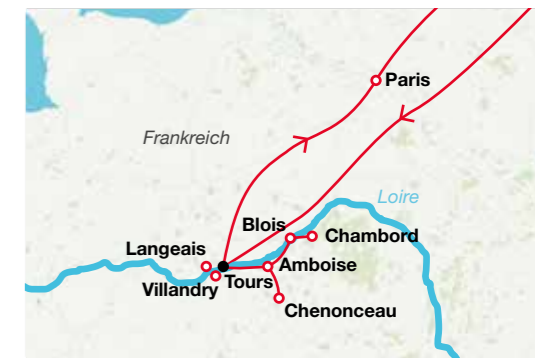 Paris
Frankreich
Loire
Blois
Chambord
Langeais
Amboise
Villandry
Tours
Chenonceau